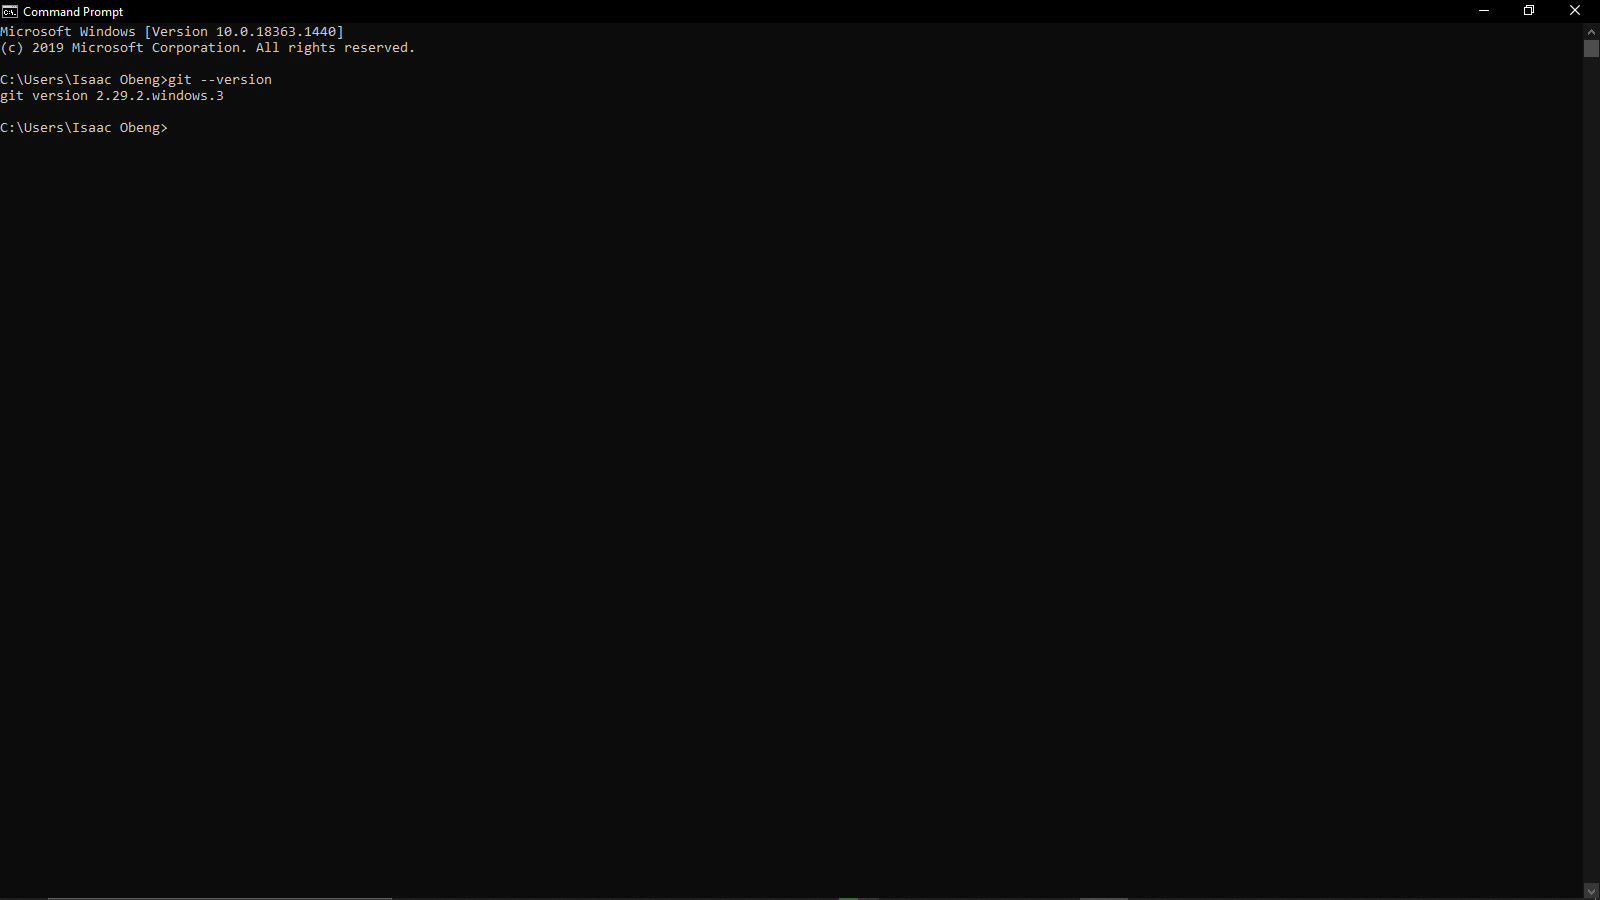 Command Prompt
Microsoft Windows [Version 10.0.18363.1440]
(c) 2019 Microsoft Corporation. All rights reserved.
C:\Users\Isaac Obeng>git --version
git version 2.29.2.windows.3
C:\Users\Isaac Obeng>